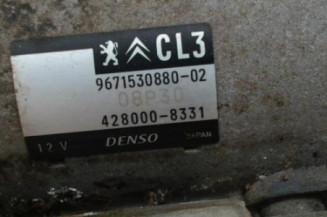 CL3
9671530880-02
08P30
428000-8331
12V DENSO JAPAN